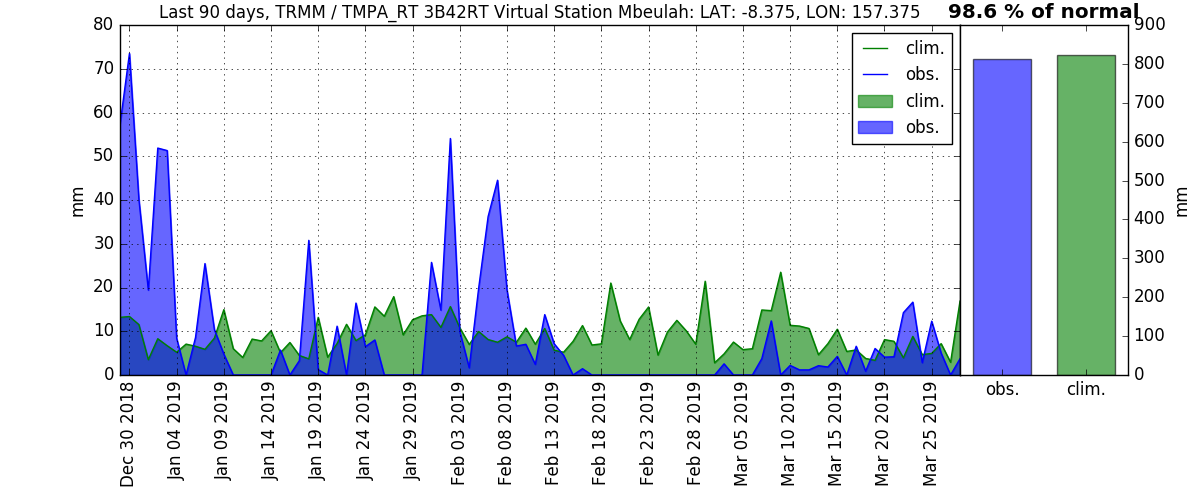 Last 90 days, TRMM / TMPA_RT 3B42RT Virtual Station Mbeulah: LAT: -8.375, LON: 157.375
98.6 % of normal
80
70
60
50
40
30
20
10
0
mm
clim.
obs.
clim.
obs.
900
800
700
600
500
400
300
200
100
0
mm
obs.
clim.
Dec 30 2018
Jan 04 2019
Jan 09 2019
Jan 14 2019
Jan 19 2019
Jan 24 2019
Jan 29 2019
Feb 03 2019
Feb 08 2019
Feb 13 2019
Feb 18 2019
Feb 23 2019
Feb 28 2019
Mar 05 2019
Mar 10 2019
Mar 15 2019
Mar 20 2019
Mar 25 2019